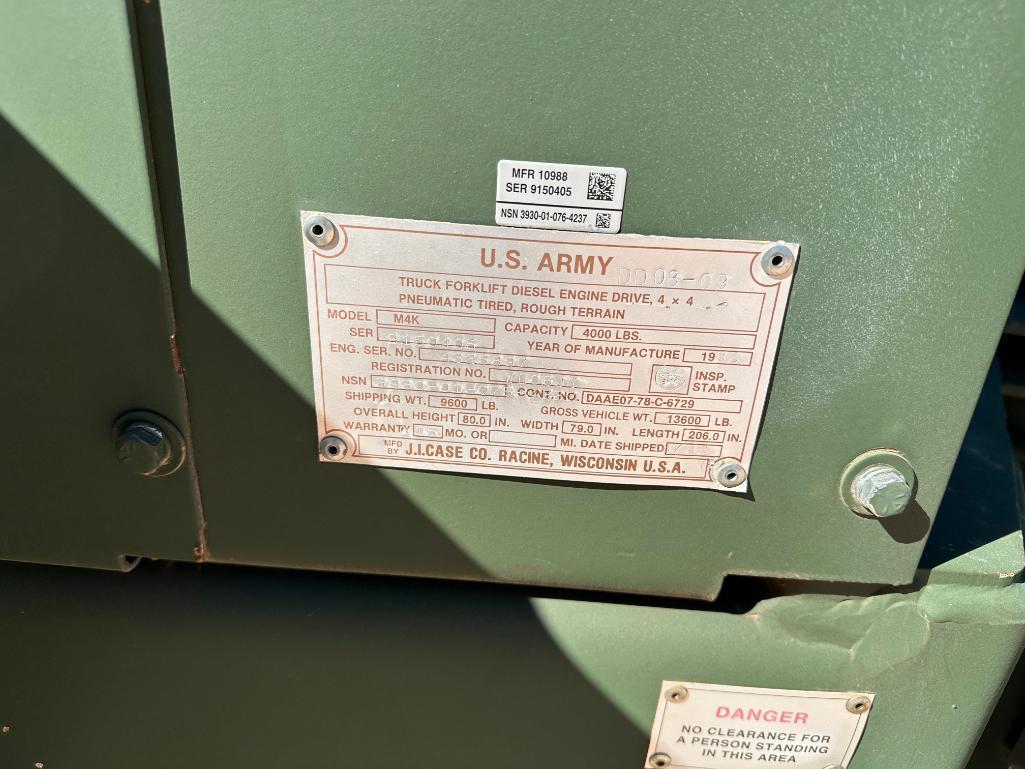 MFR 10988
SER 9150405
NSN 3930-01-076-4237
U.S. ARMY
TRUCK FORKLIFT DIESEL ENGINE DRIVE, 4 × 4
PNEUMATIC TIRED, ROUGH TERRAIN
MODEL M4K CAPACITY 4000 LBS.
SER YEAR OF MANUFACTURE 19
ENG. SER. NO.
REGISTRATION NO. INSP. STAMP
NSN CONT. NO. DAAE07-78-C-6729
SHIPPING WT. 9600 LB. GROSS VEHICLE WT. 13600 LB.
OVERALL HEIGHT 80.0 IN. WIDTH 79.0 IN. LENGTH 206.0 IN.
WARRANTY MO. OR MI. DATE SHIPPED
MFD BY J.I.CASE CO. RACINE, WISCONSIN U.S.A.
DANGER
NO CLEARANCE FOR
A PERSON STANDING
IN THIS AREA